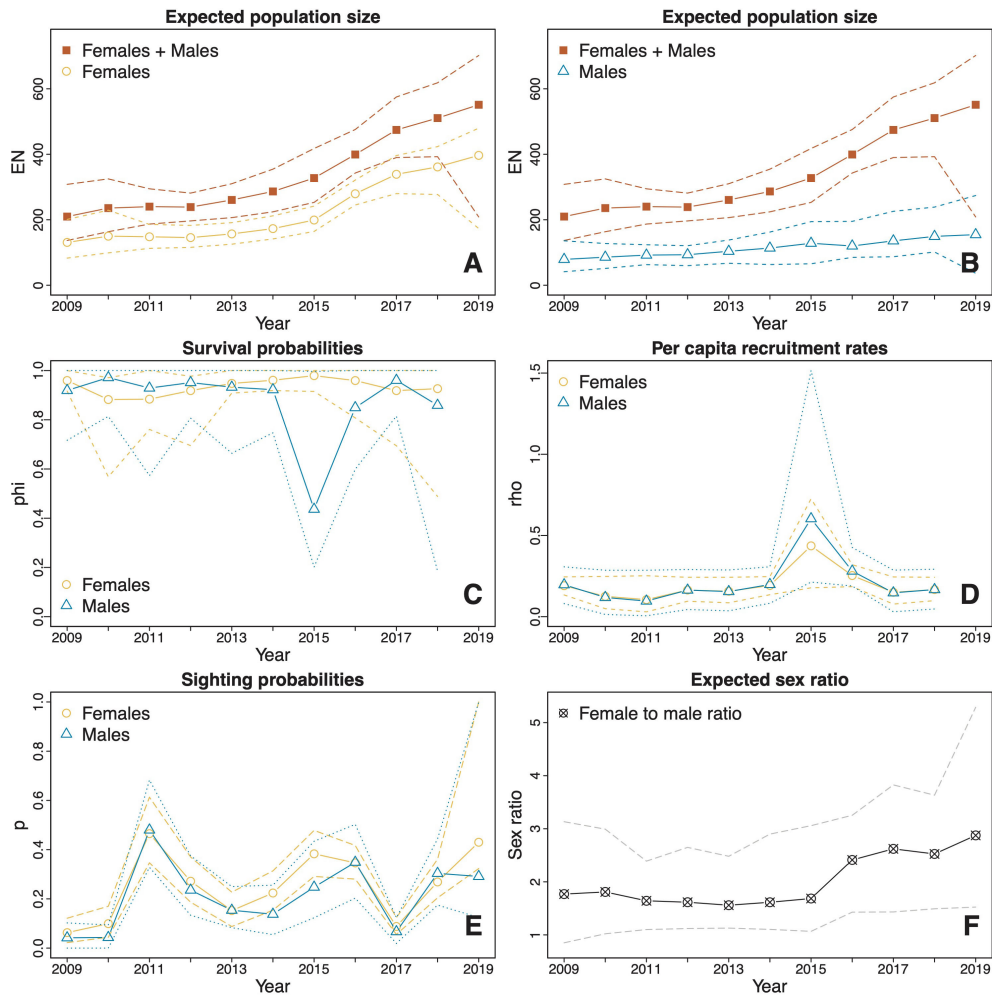 Expected population size
Females + Males
Females
EN
0 200 400 600
A
2009 2011 2013 2015 2017 2019
Year
Expected population size
Females + Males
Males
EN
0 200 400 600
B
2009 2011 2013 2015 2017 2019
Year
Survival probabilities
phi
0.0 0.2 0.4 0.6 0.8 1.0
Females
Males
C
2009 2011 2013 2015 2017 2019
Year
Per capita recruitment rates
Females
Males
rho
0.0 0.5 1.0 1.5
D
2009 2011 2013 2015 2017 2019
Year
Sighting probabilities
Females
Males
p
0.0 0.2 0.4 0.6 0.8 1.0
E
2009 2011 2013 2015 2017 2019
Year
Expected sex ratio
Female to male ratio
Sex ratio
1 2 3 4 5
F
2009 2011 2013 2015 2017 2019
Year